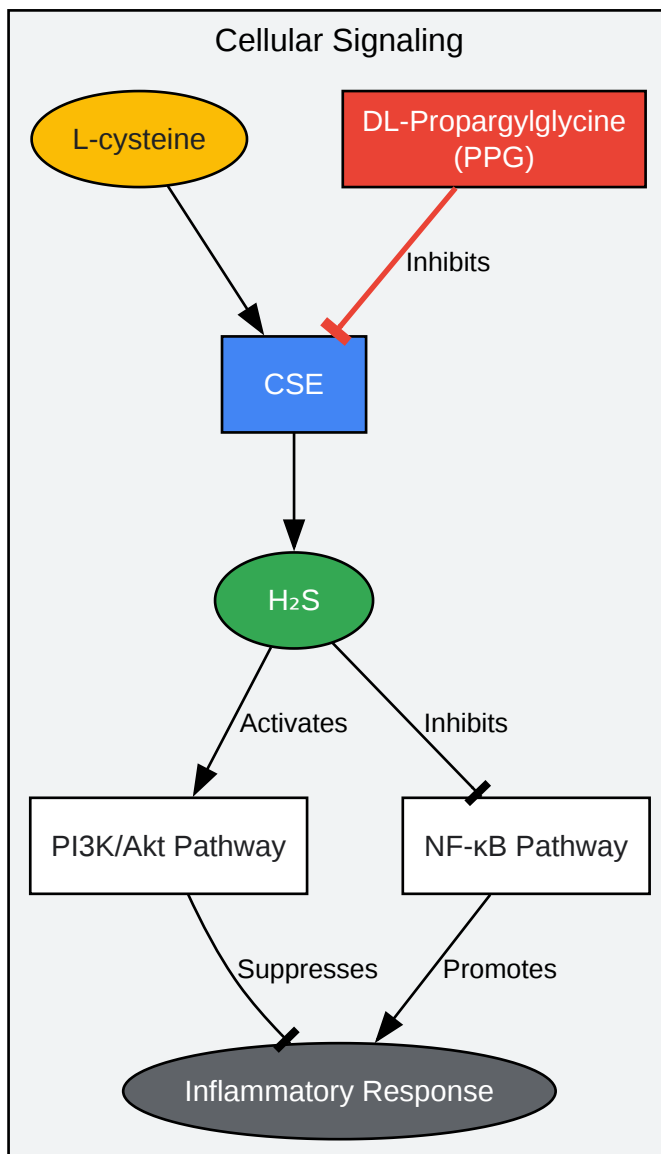 Cellular Signaling
L-cysteine
DL-Propargylglycine
(PPG)
Inhibits
CSE
H₂S
Activates
Inhibits
PI3K/Akt Pathway
NF-κB Pathway
Suppresses
Promotes
Inflammatory Response